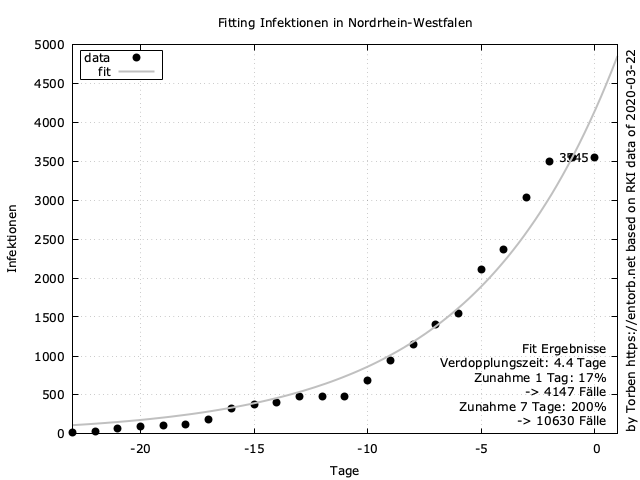 Fitting Infektionen in Nordrhein-Westfalen
5000
4500
4000
3500
3000
2500
2000
1500
1000
500
0
Infektionen
data
fit
3545
Fit Ergebnisse
Verdopplungszeit: 4.4 Tage
Zunahme 1 Tag: 17%
-> 4147 Fälle
Zunahme 7 Tage: 200%
-> 10630 Fälle
-20 -15 -10 -5 0
Tage
by Torben https://entorb.net based on RKI data of 2020-03-22